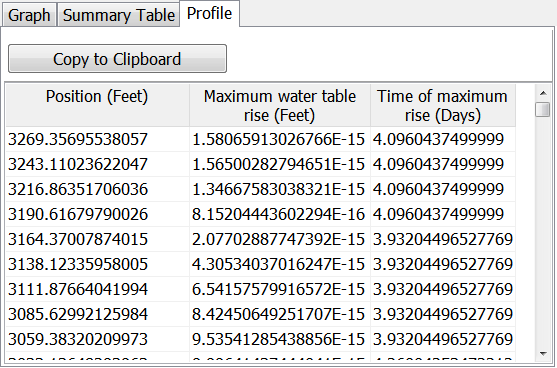 Graph Summary Table Profile
Copy to Clipboard
Position (Feet) Maximum water table rise (Feet) Time of maximum rise (Days)
3269.35695538057 1.58065913026766E-15 4.0960437499999
3243.11023622047 1.56500282794651E-15 4.0960437499999
3216.86351706036 1.34667583038321E-15 4.0960437499999
3190.61679790026 8.15204443602294E-16 4.0960437499999
3164.37007874015 2.07702887747392E-15 3.93204496527769
3138.12335958005 4.30534037016247E-15 3.93204496527769
3111.87664041994 6.54157579916572E-15 3.93204496527769
3085.62992125984 8.42450649251707E-15 3.93204496527769
3059.38320209973 9.53541285438856E-15 3.93204496527769